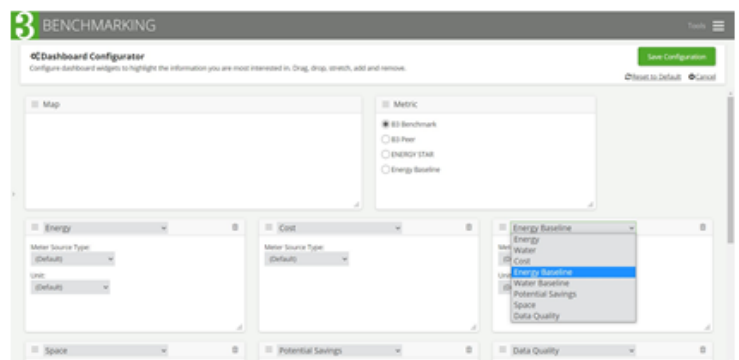 3 BENCHMARKING
Tools
Dashboard Configurator
Configure dashboard widgets to highlight the information you are most interested in. Drag, drop, stretch, add and remove.
Save Configuration
Reset to Default Cancel
Map
Metric
B3 Benchmark
B3 Peer
ENERGY STAR
Energy Baseline
Energy
Meter Source Type:
(Default)
Unit:
(Default)
Cost
Meter Source Type:
(Default)
Energy Baseline
Energy
Water
Cost
Energy Baseline
Water Baseline
Potential Savings
Space
Data Quality
Space
Potential Savings
Data Quality